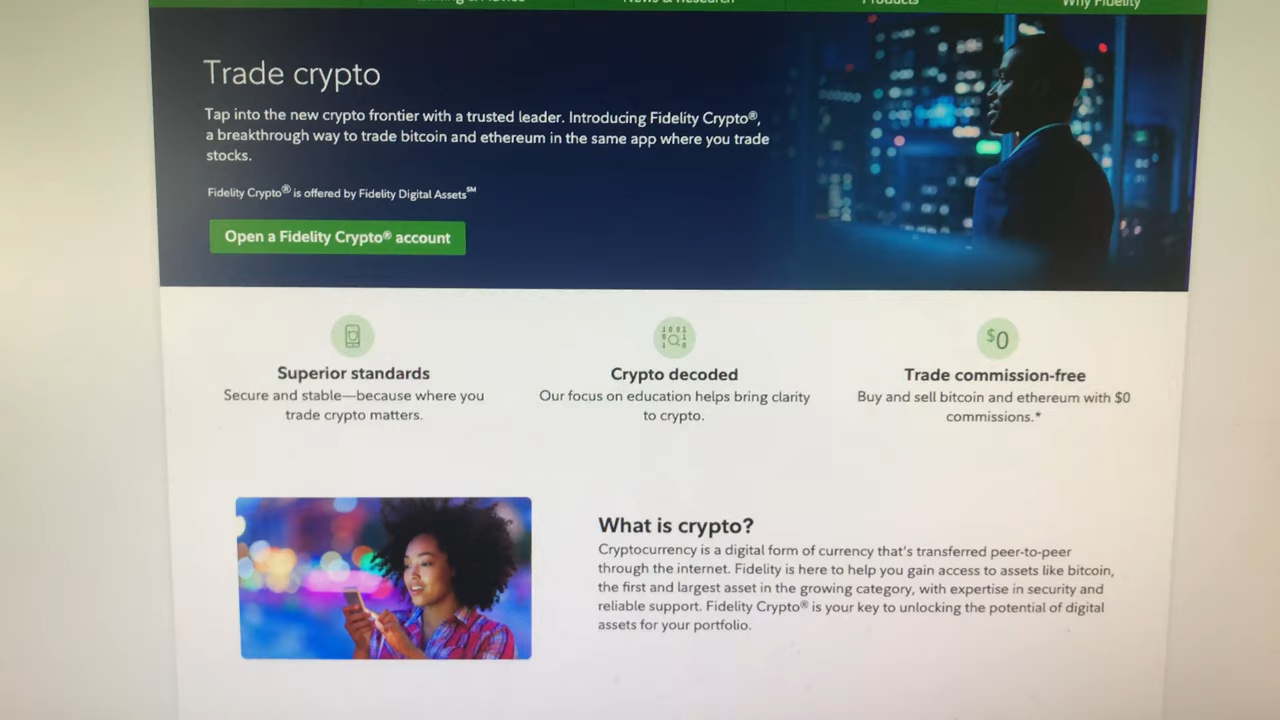 News & Research
Products
Why Fidelity
Trade crypto
Tap into the new crypto frontier with a trusted leader. Introducing Fidelity Crypto®,
a breakthrough way to trade bitcoin and ethereum in the same app where you trade
stocks.
Fidelity Crypto® is offered by Fidelity Digital Assets℠
Open a Fidelity Crypto® account
$0
Superior standards
Crypto decoded
Trade commission-free
Secure and stable—because where you
trade crypto matters.
Our focus on education helps bring clarity
to crypto.
Buy and sell bitcoin and ethereum with $0
commissions.*
What is crypto?
Cryptocurrency is a digital form of currency that's transferred peer-to-peer
through the internet. Fidelity is here to help you gain access to assets like bitcoin,
the first and largest asset in the growing category, with expertise in security and
reliable support. Fidelity Crypto® is your key to unlocking the potential of digital
assets for your portfolio.